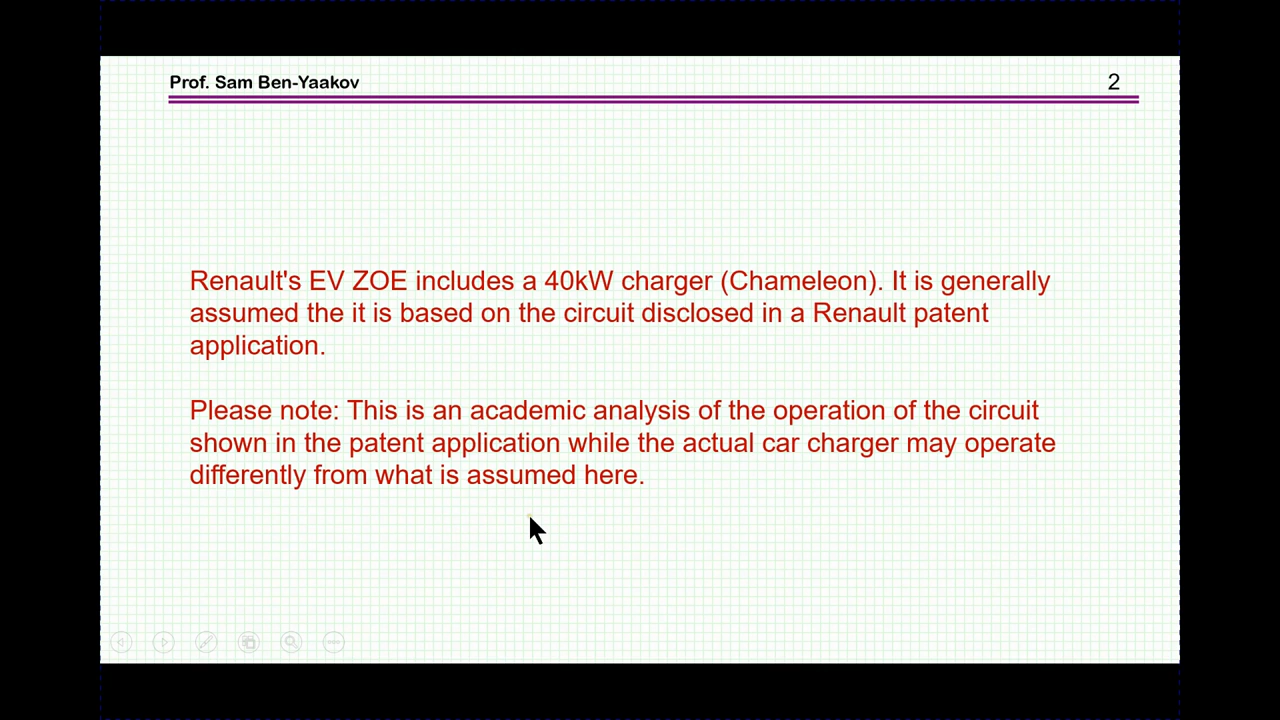 Prof. Sam Ben-Yaakov
2
Renault's EV ZOE includes a 40kW charger (Chameleon). It is generally
assumed the it is based on the circuit disclosed in a Renault patent
application.
Please note: This is an academic analysis of the operation of the circuit
shown in the patent application while the actual car charger may operate
differently from what is assumed here.